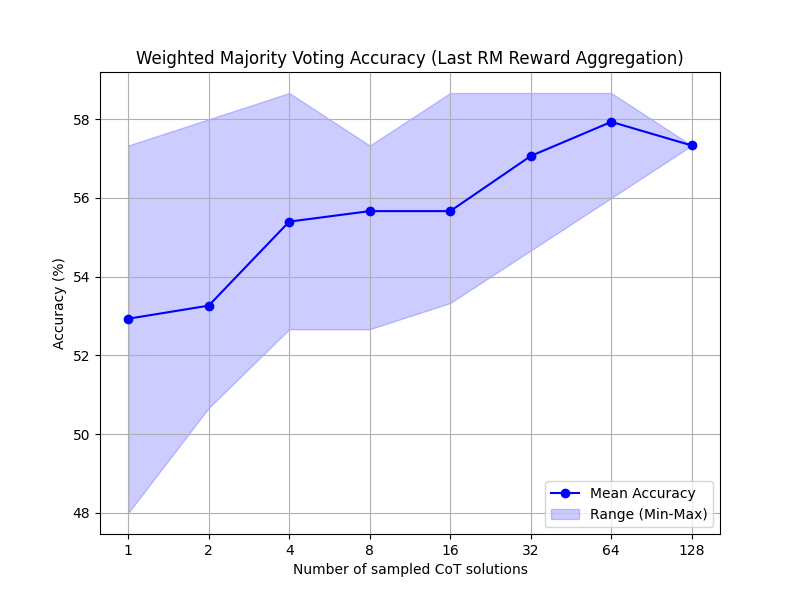 Weighted Majority Voting Accuracy (Last RM Reward Aggregation)
Accuracy (%)
58
56
54
52
50
48
Mean Accuracy
Range (Min-Max)
1 2 4 8 16 32 64 128
Number of sampled CoT solutions